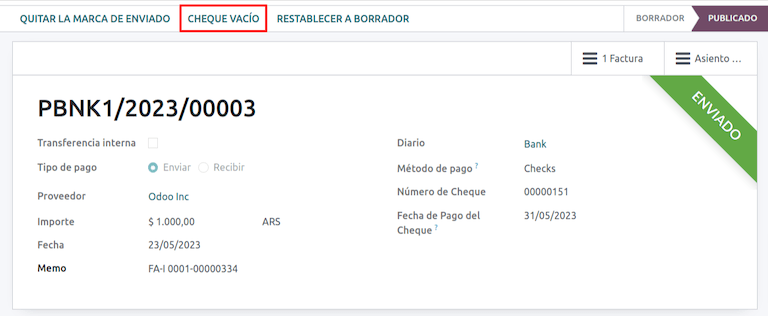 QUITAR LA MARCA DE ENVIADO CHEQUE VACÍO RESTABLECER A BORRADOR BORRADOR PUBLICADO
1 Factura Asiento ...
ENVIADO
PBNK1/2023/00003
Transferencia interna
Tipo de pago Enviar Recibir
Proveedor Odoo Inc
Importe $ 1.000,00 ARS
Fecha 23/05/2023
Memo FA-I 0001-00000334
Diario Bank
Método de pago ? Checks
Número de Cheque 00000151
Fecha de Pago del 31/05/2023
Cheque ?